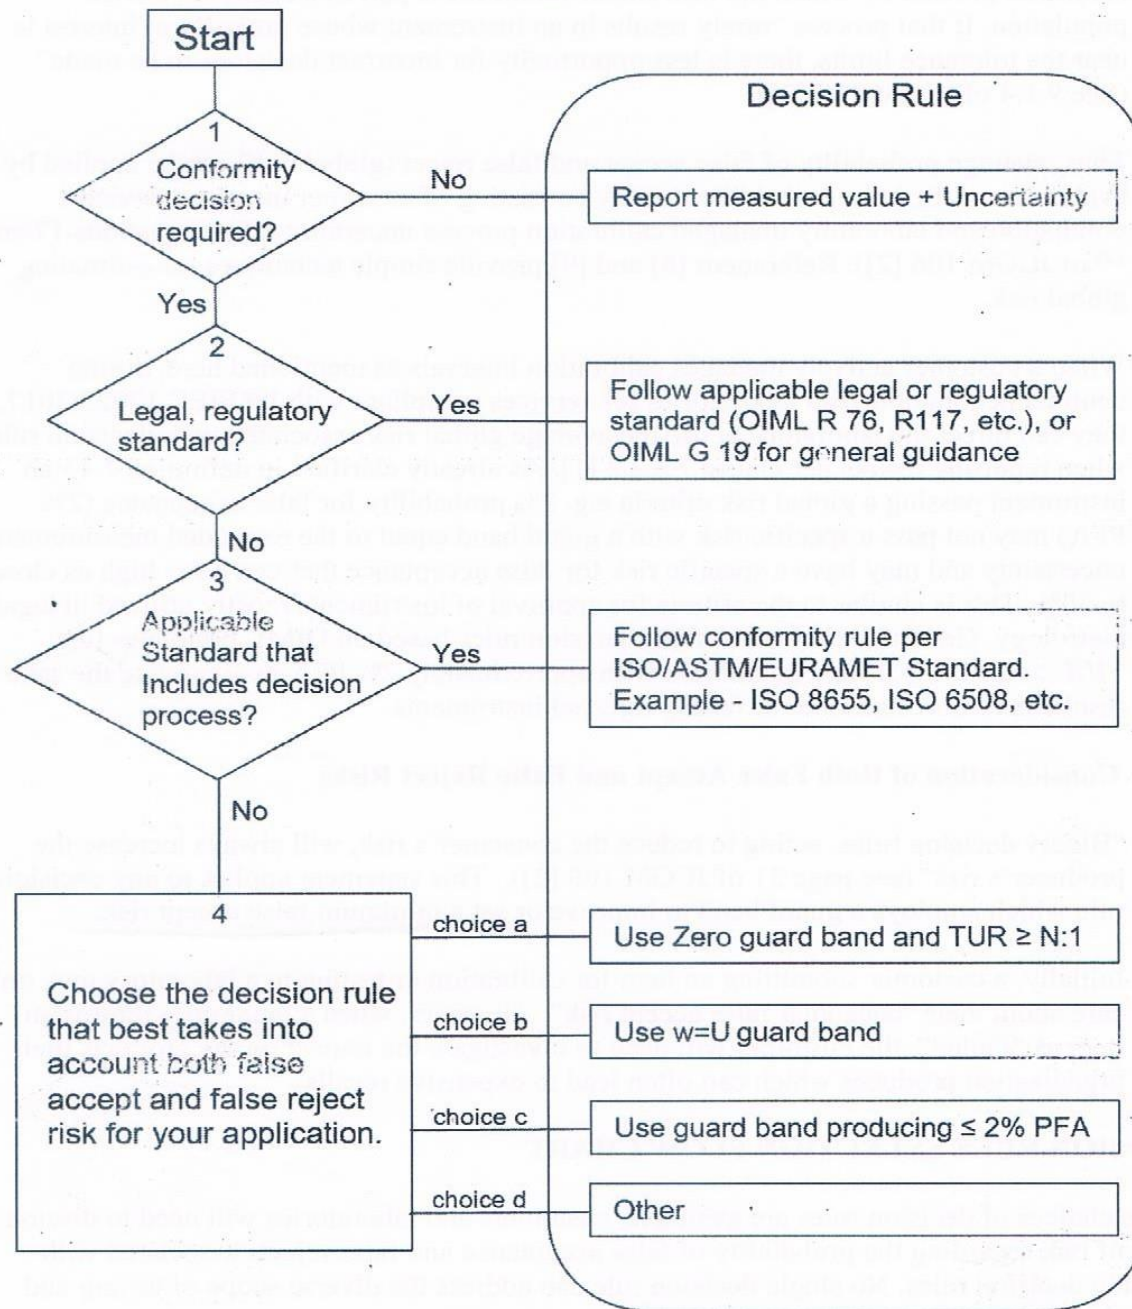 Start
Decision Rule
1
Conformity
decision
required?
No
Report measured value + Uncertainty
Yes
2
Legal, regulatory
standard?
Yes
Follow applicable legal or regulatory
standard (OIML R 76, R117, etc.), or
OIML G 19 for general guidance
No
3
Applicable
Standard that
Includes decision
process?
Yes
Follow conformity rule per
ISO/ASTM/EURAMET Standard.
Example - ISO 8655, ISO 6508, etc.
No
4
Choose the decision rule
that best takes into
account both false
accept and false reject
risk for your application.
choice a
Use Zero guard band and TUR ≥ N:1
choice b
Use w=U guard band
choice c
Use guard band producing ≤ 2% PFA
choice d
Other